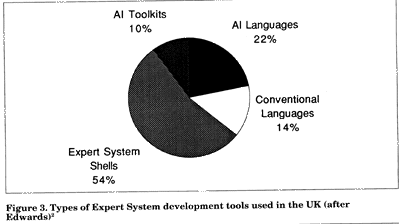 AI Toolkits
10%
AI Languages
22%
Conventional
Languages
14%
Expert System
Shells
54%
Figure 3. Types of Expert System development tools used in the UK (after
Edwards)²